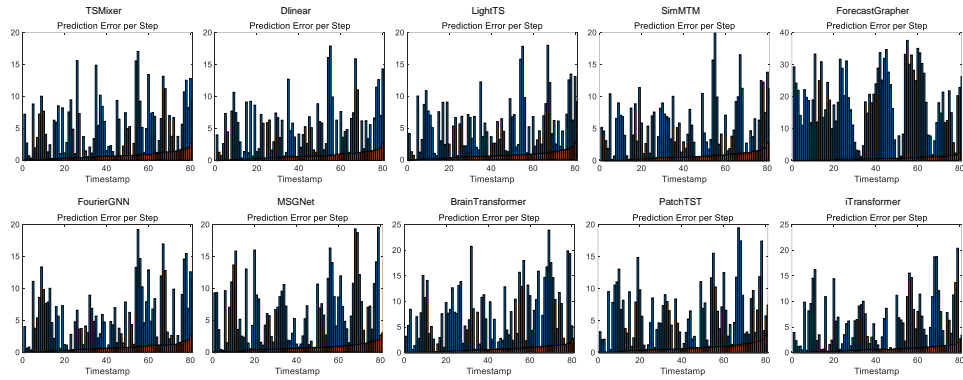 TSMixer Dlinear LightTS SimMTM ForecastGrapher
Prediction Error per Step Prediction Error per Step Prediction Error per Step Prediction Error per Step Prediction Error per Step
20 20 20 20 40
15 15 15 15 30
10 10 10 10 20
5 5 5 5 10
0 0 0 0 0
0 20 40 60 80 0 20 40 60 80 0 20 40 60 80 0 20 40 60 80 0 20 40 60 80
Timestamp Timestamp Timestamp Timestamp Timestamp
FourierGNN MSGNet BrainTransformer PatchTST iTransformer
Prediction Error per Step Prediction Error per Step Prediction Error per Step Prediction Error per Step Prediction Error per Step
20 20 25 20 25
15 15 20 15 20
10 10 15 10 15
5 5 10 5 10
0 0 5 0 5
0 0
0 20 40 60 80 0 20 40 60 80 0 20 40 60 80 0 20 40 60 80 0 20 40 60 80
Timestamp Timestamp Timestamp Timestamp Timestamp